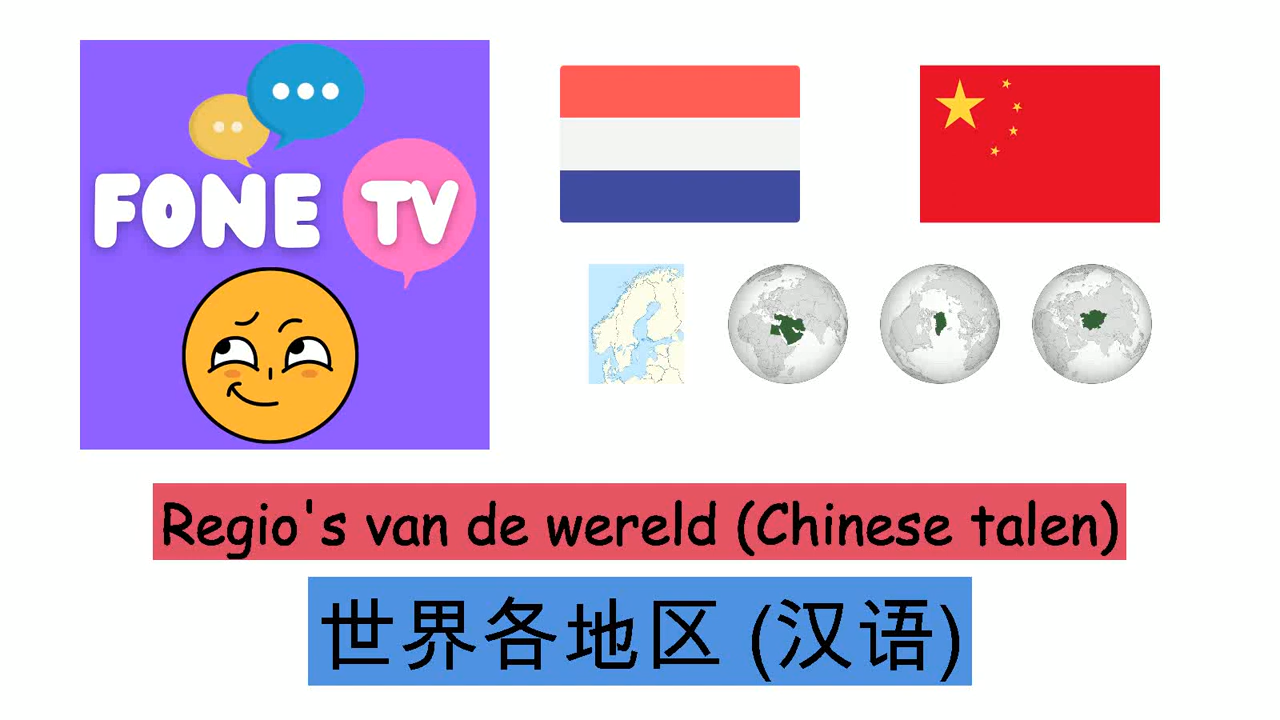 FONE TV
Regio's van de wereld (Chinese talen)
世界各地区 (汉语)